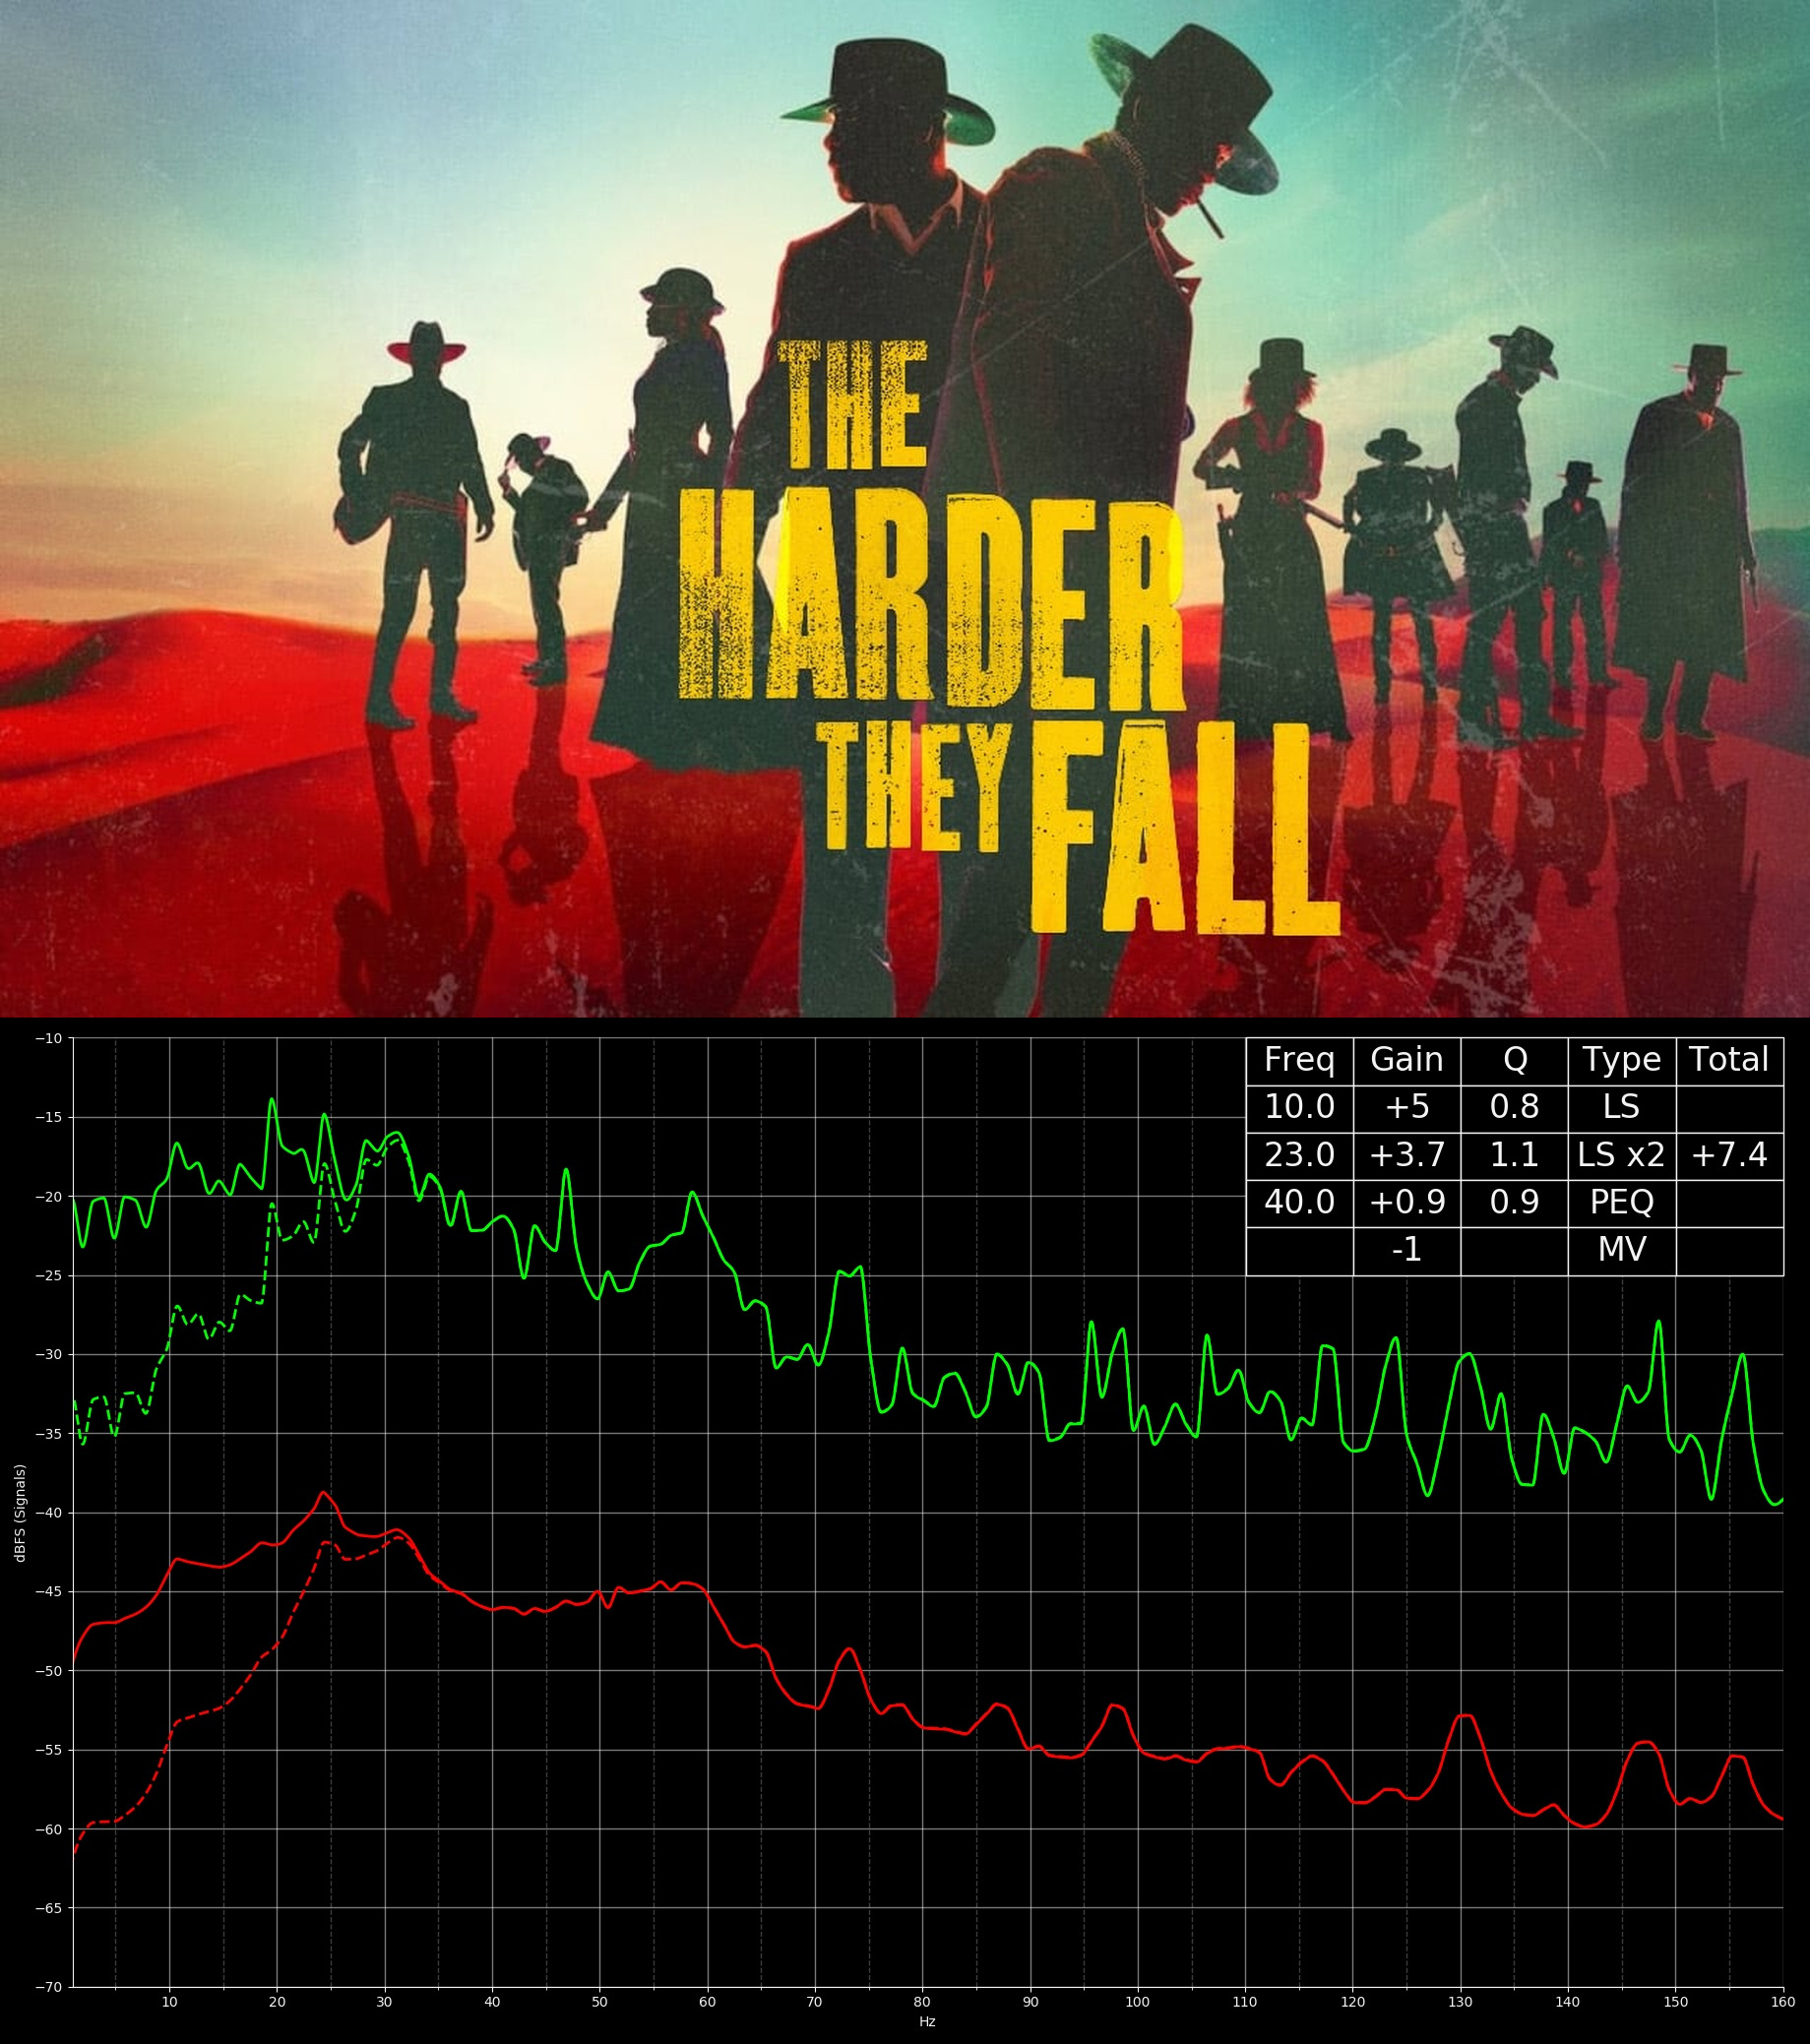 THE
HARDER
THEY FALL
Freq Gain Q Type Total
10.0 +5 0.8 LS
23.0 +3.7 1.1 LS x2 +7.4
40.0 +0.9 0.9 PEQ
-1 MV
−10
−15
−20
−25
−30
−35
−40
−45
−50
−55
−60
−65
−70
dBFS (Signals)
10 20 30 40 50 60 70 80 90 100 110 120 130 140 150 160
Hz